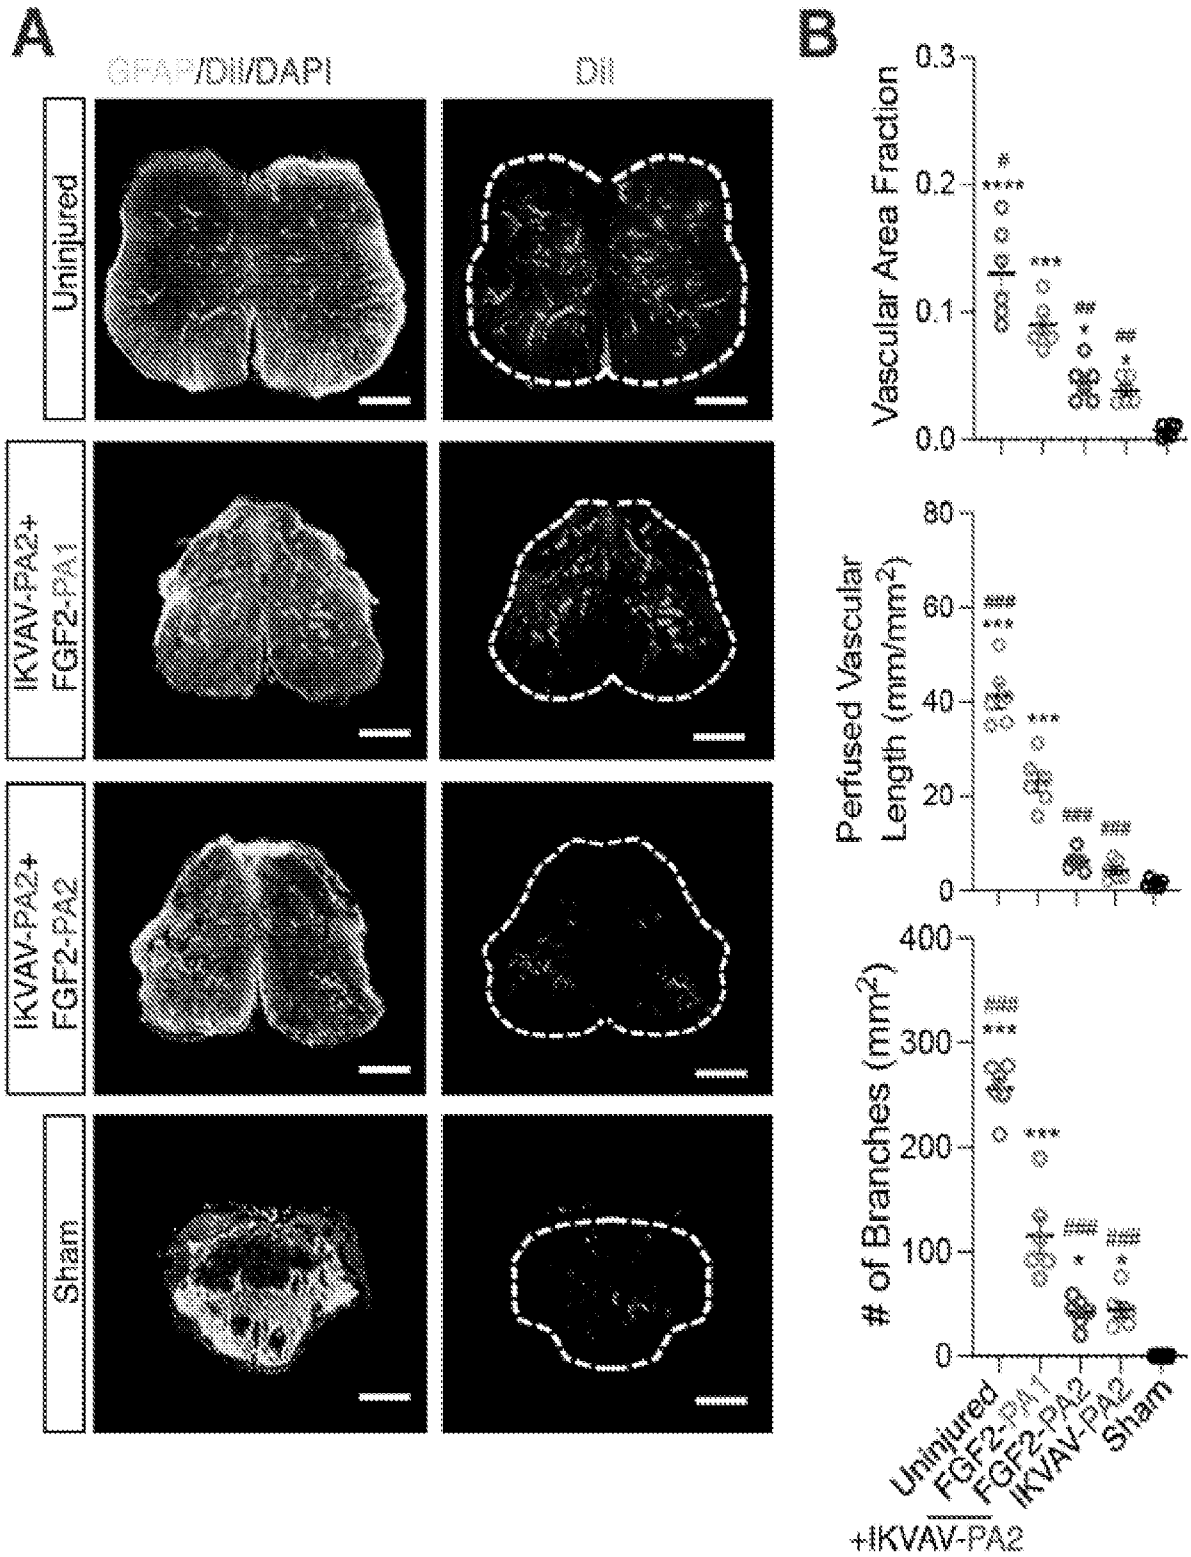 A
GFAP/DiI/DAPI
DiI
Uninjured
IKVAV-PA2+
FGF2-PA1
IKVAV-PA2+
FGF2-PA2
Sham
B
Vascular Area Fraction
0.3
0.2
0.1
0.0
#
****
***
##
*
##
*
Perfused Vascular
Length (mm/mm²)
80
60
40
20
0
###
***
***
###
###
# of Branches (mm²)
400
300
200
100
0
###
***
***
###
*
###
*
Uninjured
FGF2-PA1
FGF2-PA2
IKVAV-PA2
Sham
+IKVAV-PA2